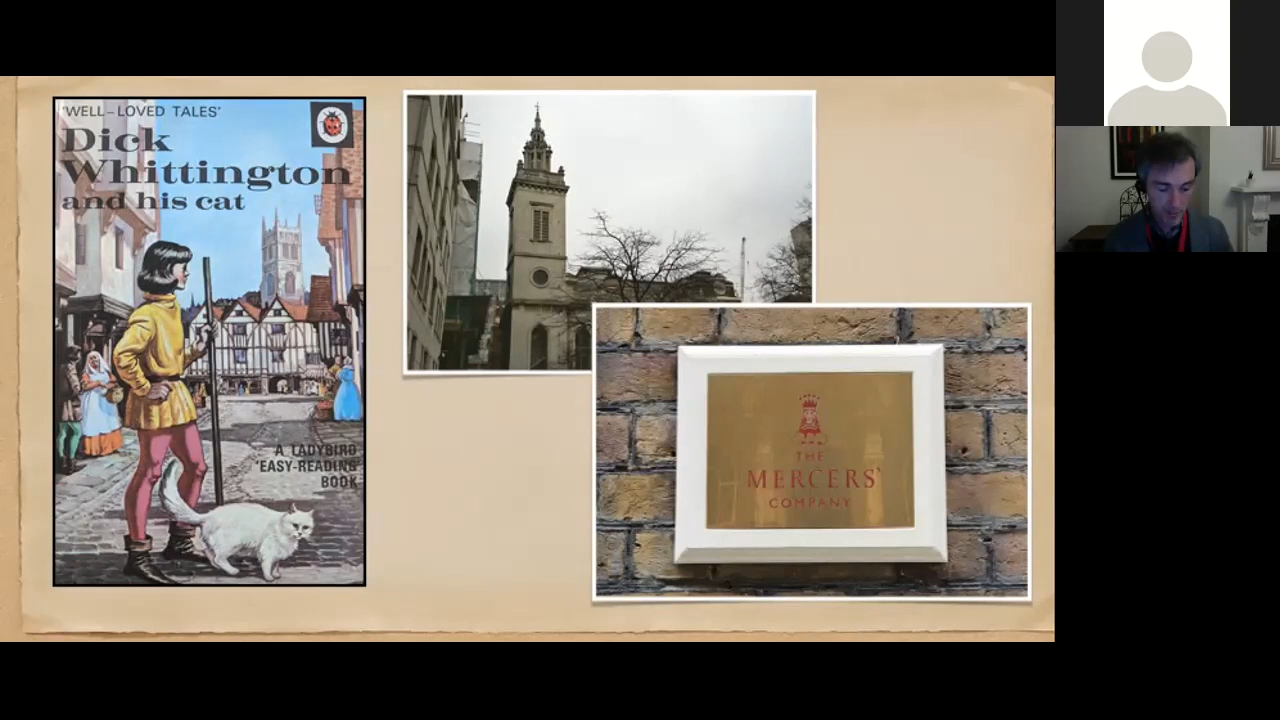 'WELL-LOVED TALES'
Dick
Whittington
and his cat
A LADYBIRD
'EASY-READING'
BOOK
THE
MERCERS'
COMPANY